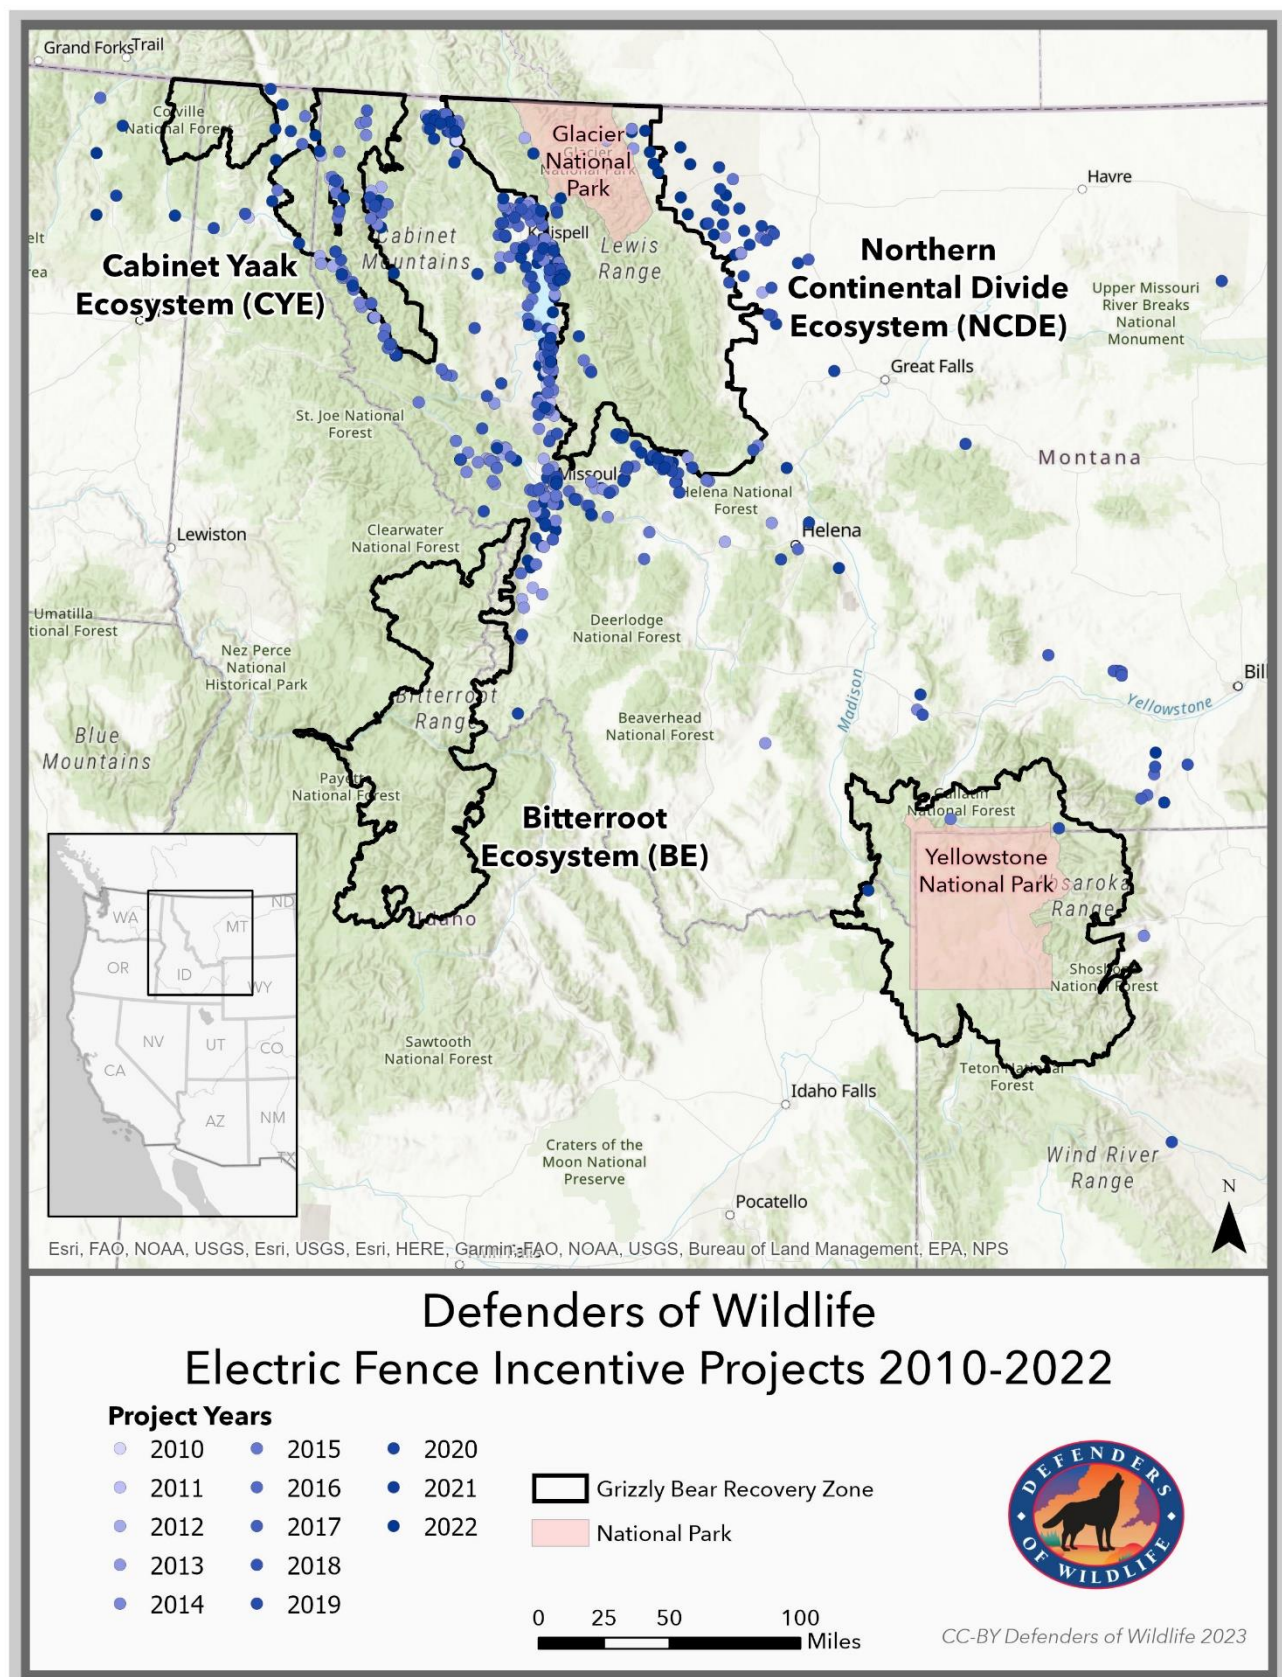 Grand Forks
Trail
Colville
National Forest
Glacier
National
Park
Havre
Kalispell
Cabinet
Mountains
Lewis
Range
Cabinet Yaak
Ecosystem (CYE)
Northern
Continental Divide
Ecosystem (NCDE)
Upper Missouri
River Breaks
National
Monument
elt
rea
Great Falls
St. Joe National
Forest
Montana
Missoul
Helena National
Forest
Lewiston
Clearwater
National Forest
Helena
Umatilla
tional Forest
Nez Perce
National
Historical Park
Deerlodge
National Forest
Bitterroot
Range
Madison
Bill
Yellowstone
Blue
Mountains
Beaverhead
National Forest
Payette
National Forest
Gallatin
National Forest
Bitterroot
Ecosystem (BE)
Yellowstone
National Park
Absaroka
Range
Idaho
Shoshone
National Forest
WA
MT
ND
OR
ID
WY
NV
UT
CO
CA
AZ
NM
TX
Sawtooth
National Forest
Teton National
Forest
Idaho Falls
Craters of the
Moon National
Preserve
Wind River
Range
Pocatello
N
Esri, FAO, NOAA, USGS, Esri, USGS, Esri, HERE, Garmin, FAO, NOAA, USGS, Bureau of Land Management, EPA, NPS
Defenders of Wildlife
Electric Fence Incentive Projects 2010-2022
Project Years
2010 2015 2020
2011 2016 2021
2012 2017 2022
2013 2018
2014 2019
Grizzly Bear Recovery Zone
National Park
0 25 50 100
Miles
DEFENDERS
OF WILDLIFE
CC-BY Defenders of Wildlife 2023